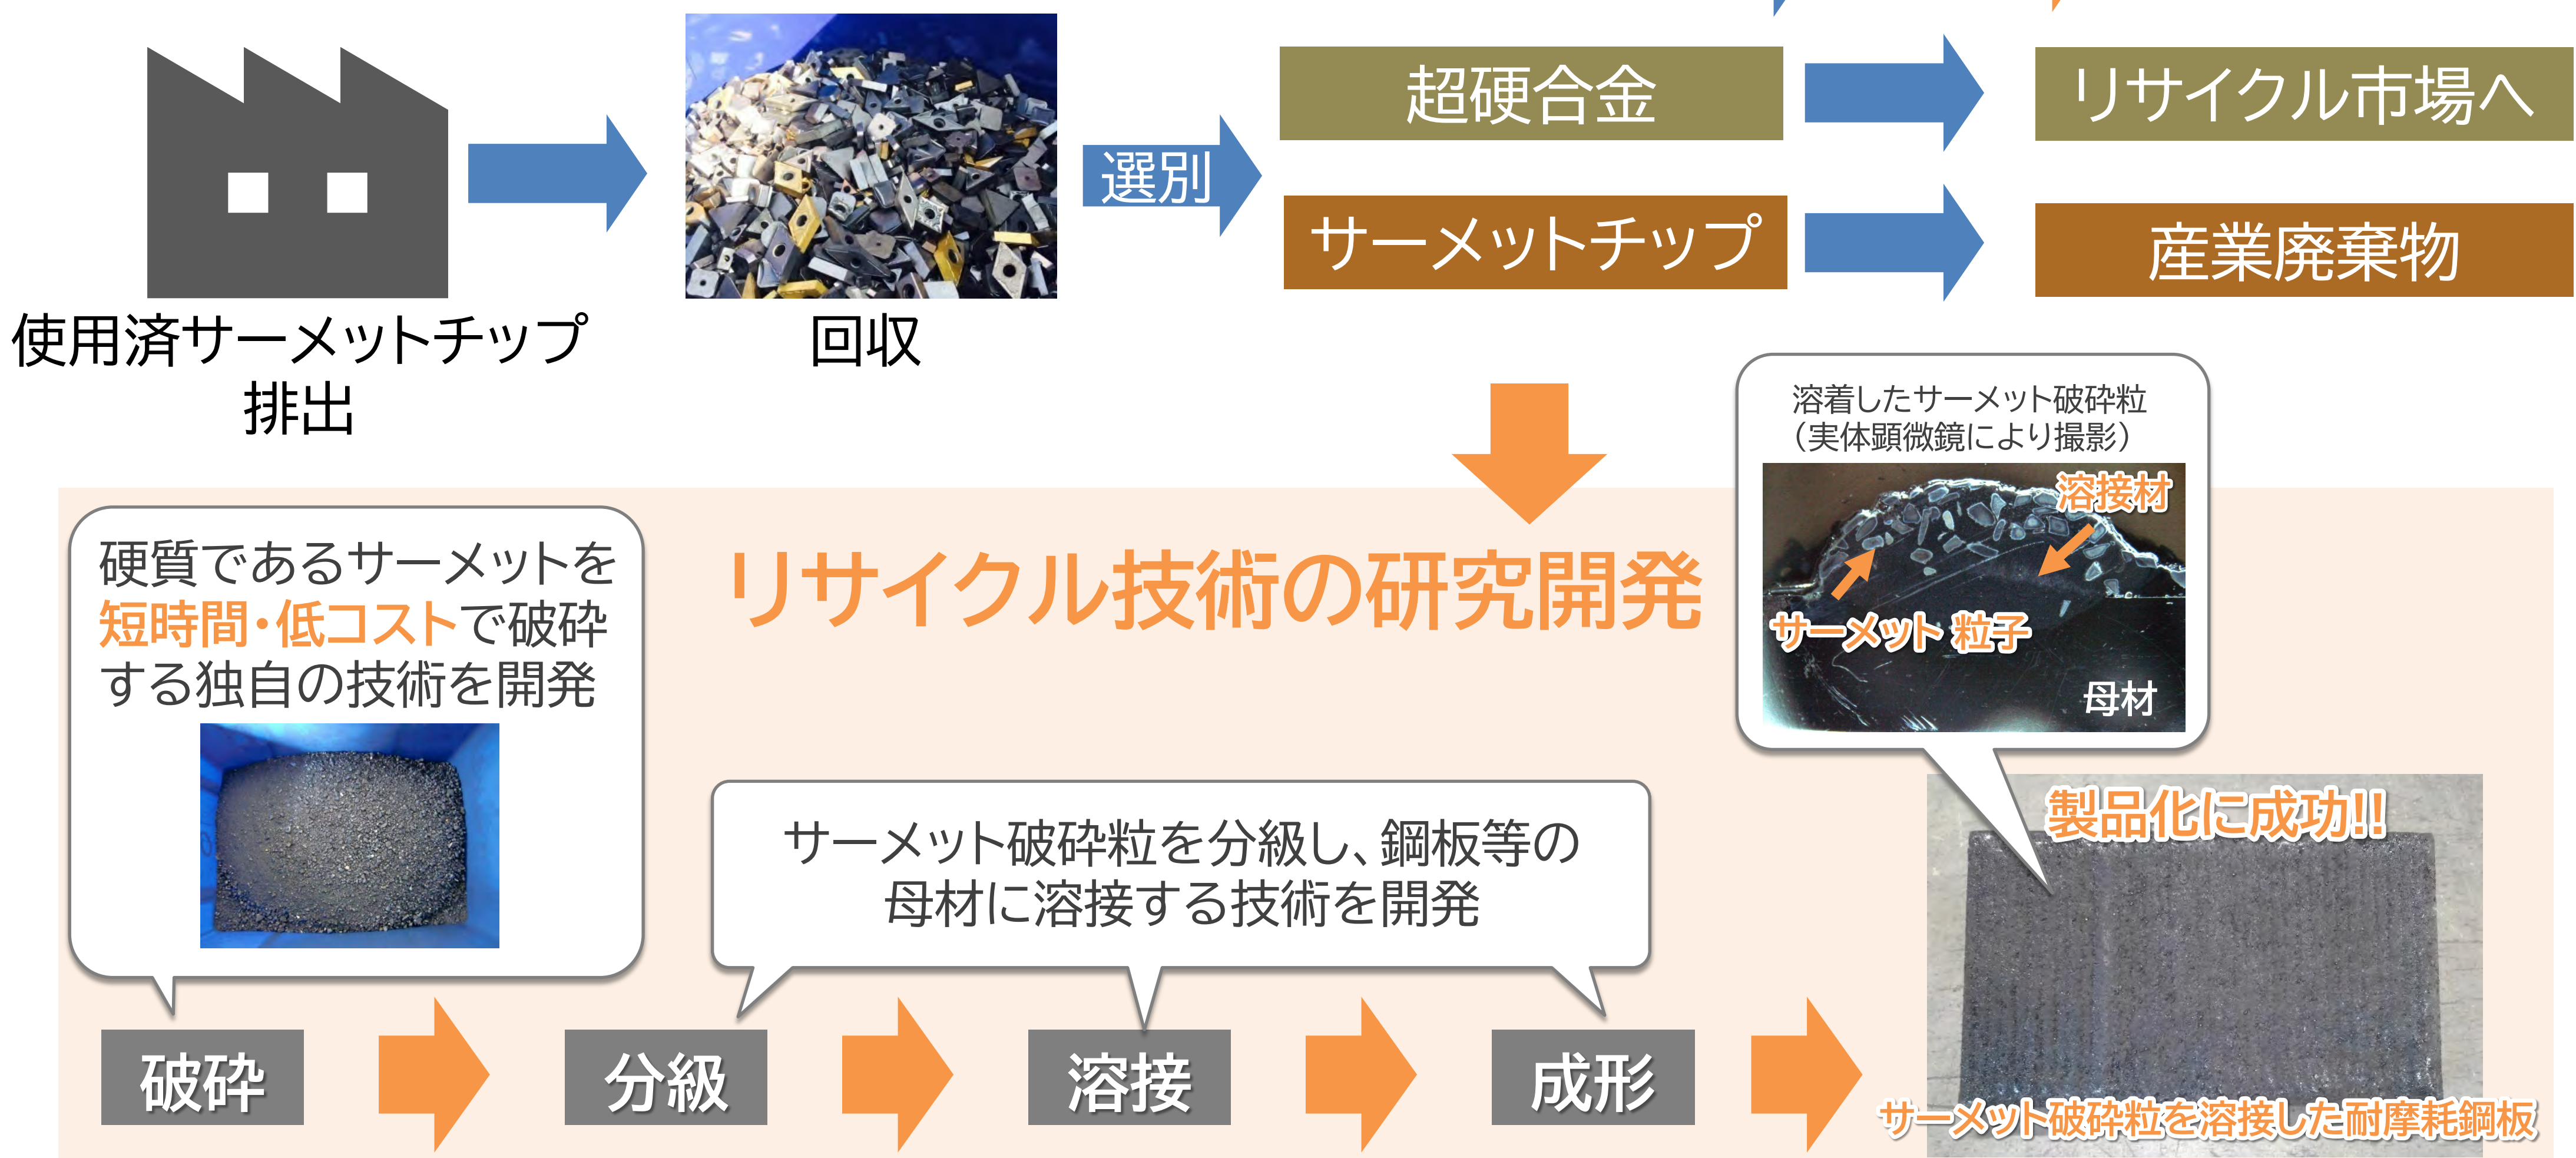 選別
超硬合金
リサイクル市場へ
サーメットチップ
産業廃棄物
使用済サーメットチップ
排出
回収
溶着したサーメット破砕粒
（実体顕微鏡により撮影）
溶接材
サーメット 粒子
母材
リサイクル技術の研究開発
硬質であるサーメットを
短時間・低コストで破砕
する独自の技術を開発
サーメット破砕粒を分級し、鋼板等の
母材に溶接する技術を開発
製品化に成功!!
破砕
分級
溶接
成形
サーメット破砕粒を溶接した耐摩耗鋼板